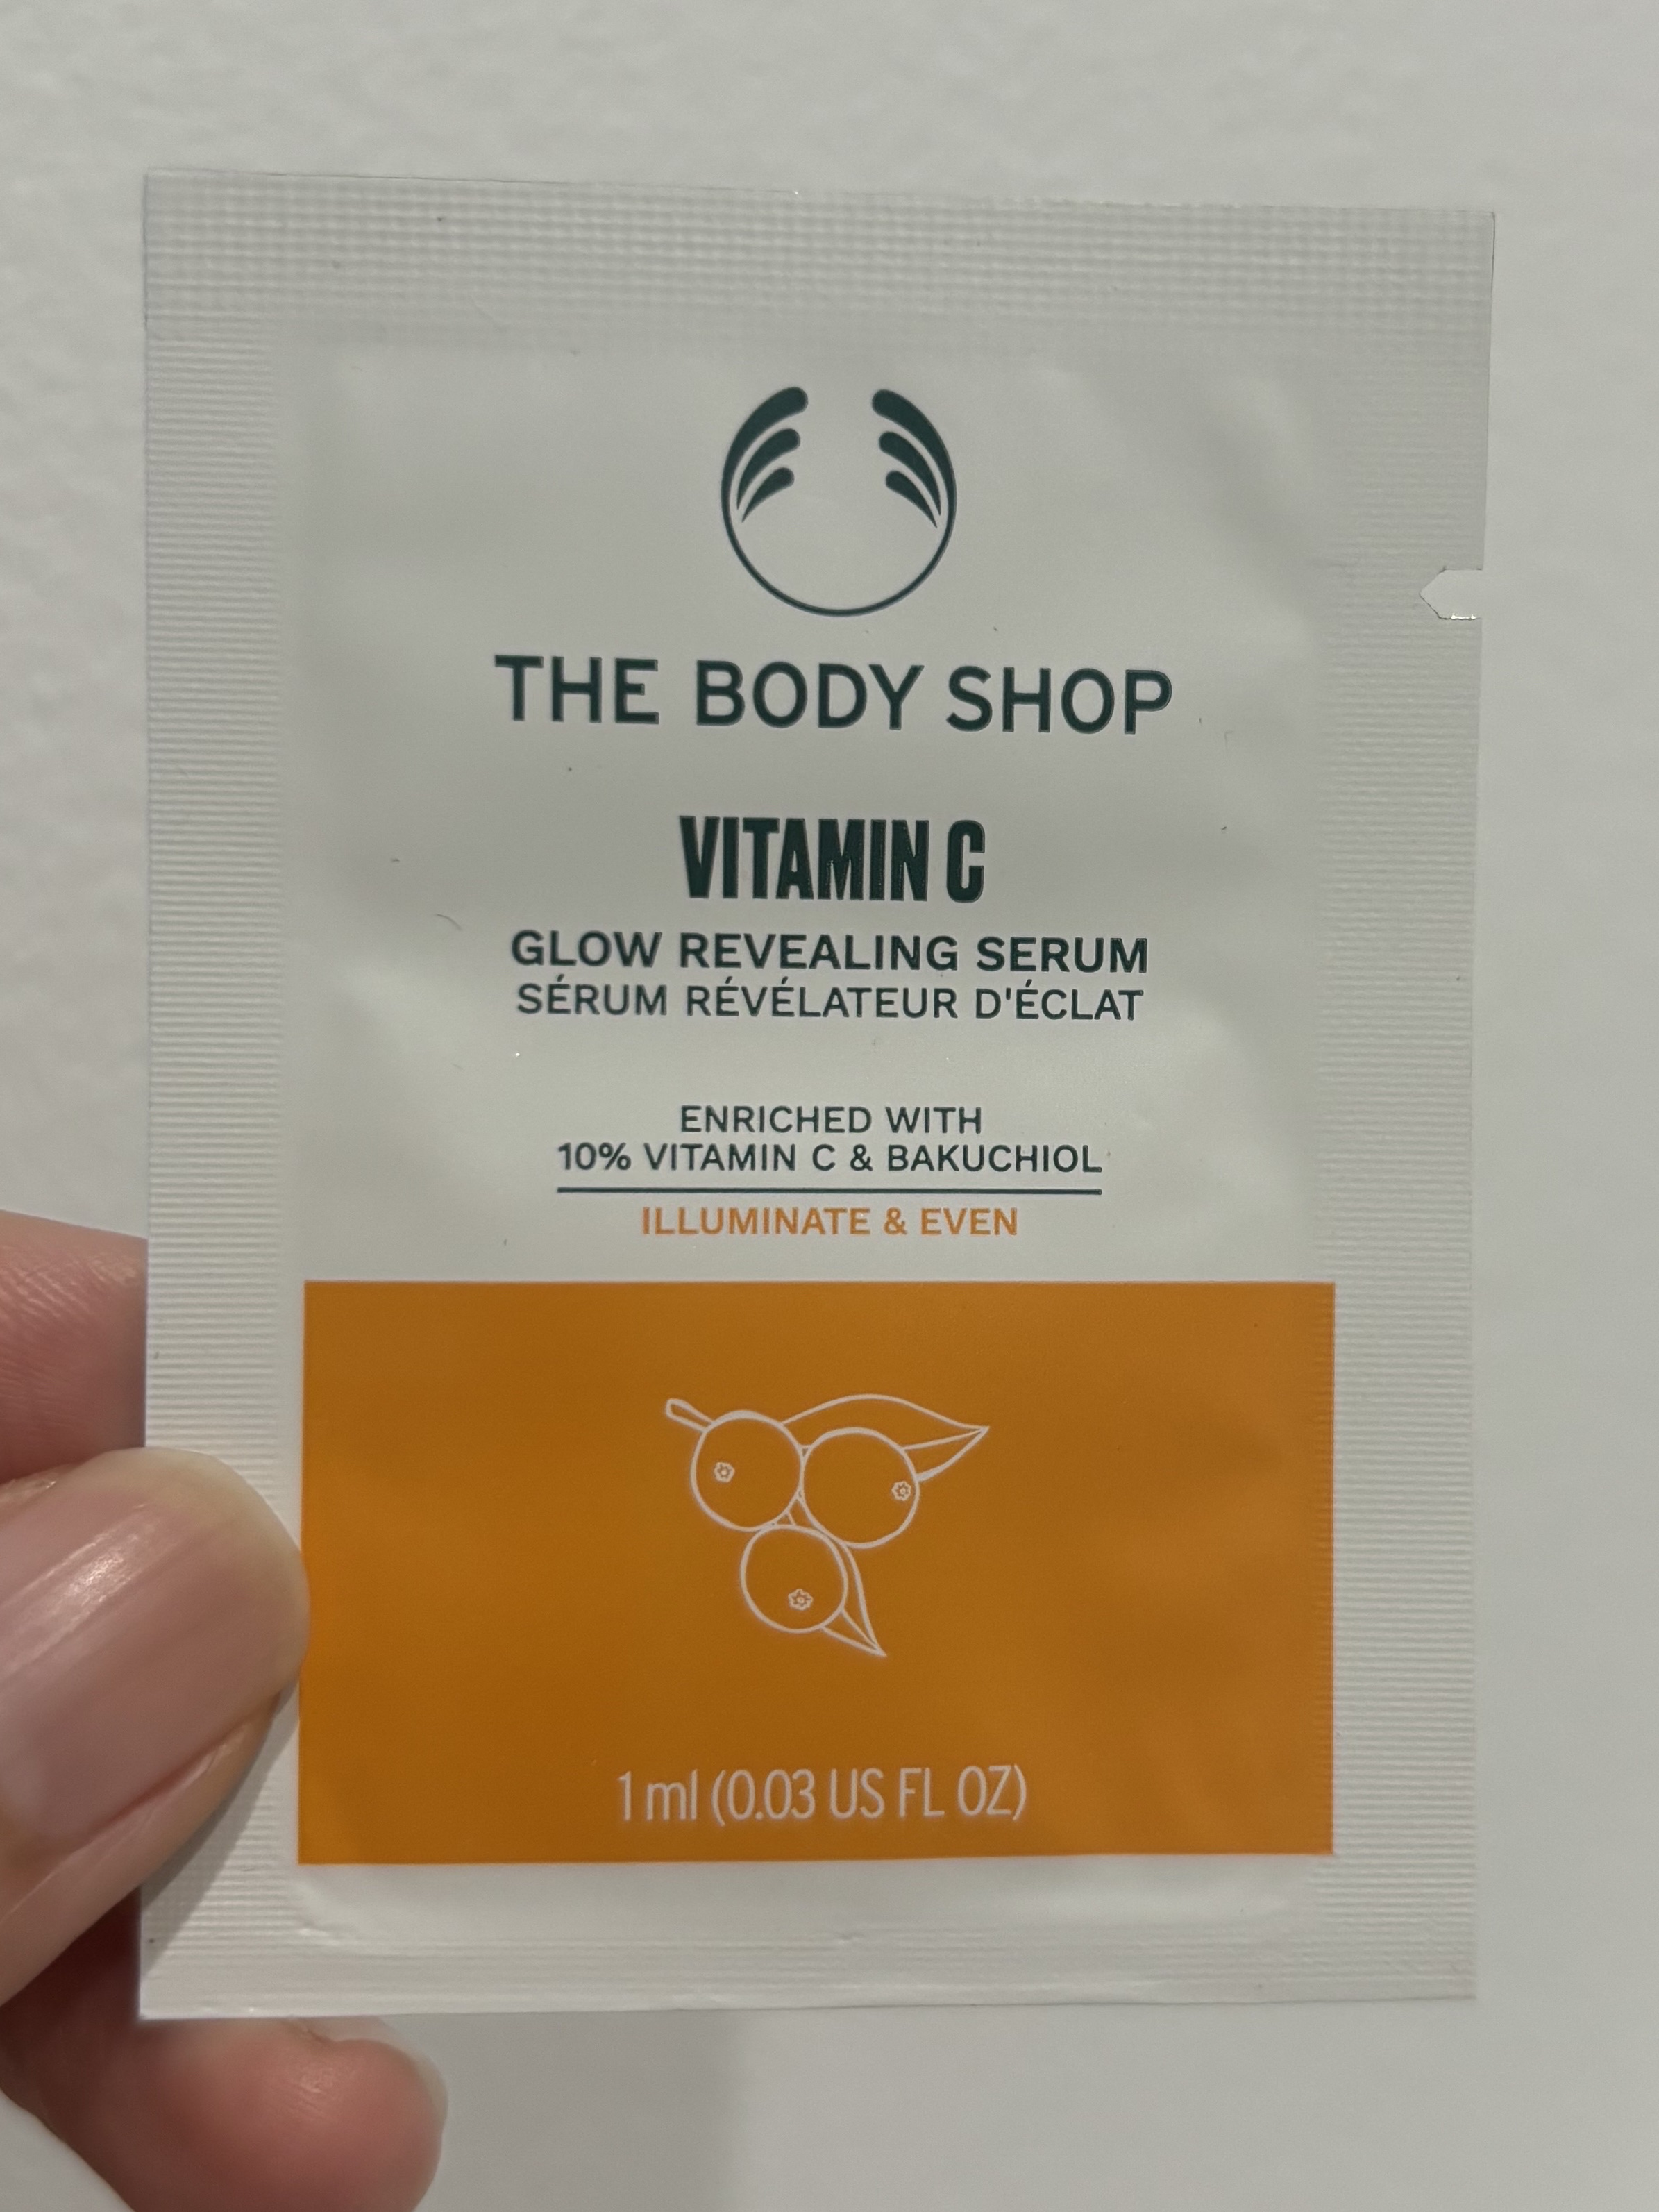 THE BODY SHOP
VITAMIN C
GLOW REVEALING SERUM
SÉRUM RÉVÉLATEUR D'ÉCLAT
ENRICHED WITH
10% VITAMIN C & BAKUCHIOL
ILLUMINATE & EVEN
1 ml (0.03 US FL OZ)